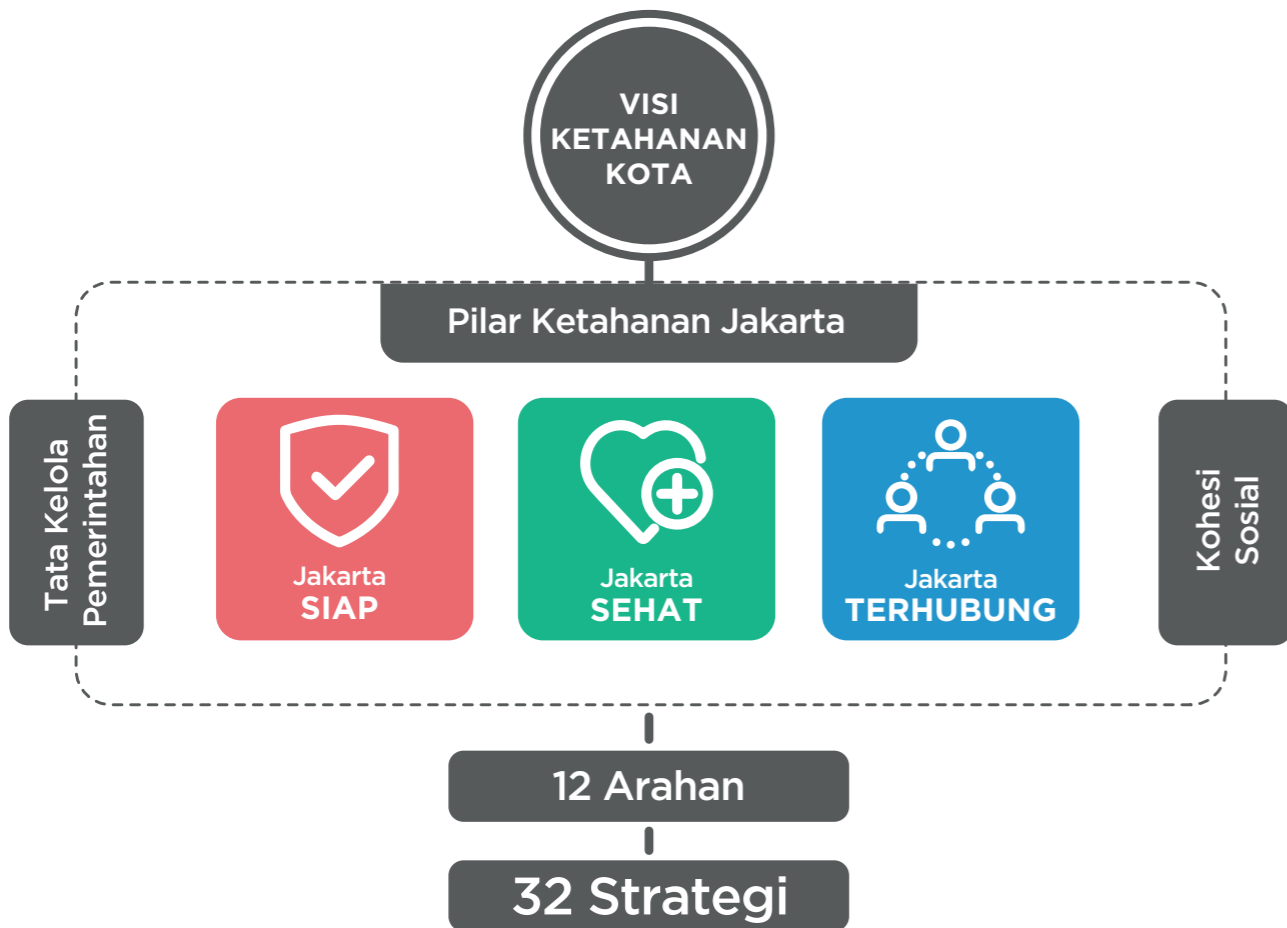 VISI
KETAHANAN
KOTA
Pilar Ketahanan Jakarta
Tata Kelola
Pemerintahan
Jakarta
SIAP
Jakarta
SEHAT
Jakarta
TERHUBUNG
Kohesi
Sosial
12 Arahan
32 Strategi